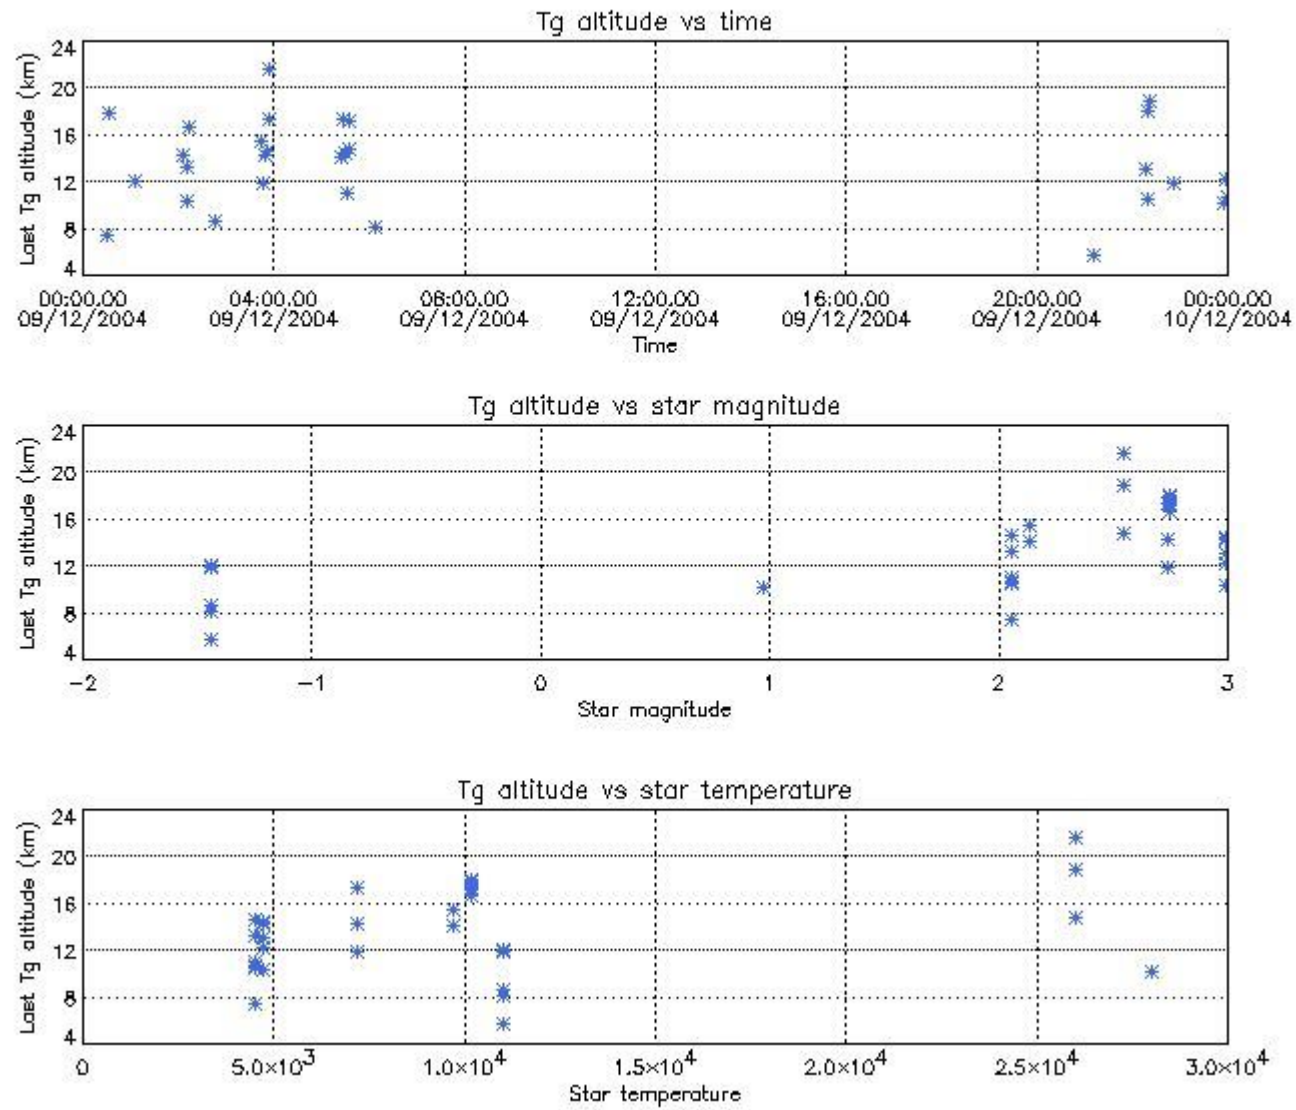 Tg altitude vs time
Last Tg altitude (km)
24
20
16
12
8
4
00:00.00 04:00.00 08:00.00 12:00.00 16:00.00 20:00.00 00:00.00
09/12/2004 09/12/2004 09/12/2004 09/12/2004 09/12/2004 09/12/2004 10/12/2004
Time
Tg altitude vs star magnitude
Last Tg altitude (km)
24
20
16
12
8
4
-2 -1 0 1 2 3
Star magnitude
Tg altitude vs star temperature
Last Tg altitude (km)
24
20
16
12
8
4
0 5.0×10³ 1.0×10⁴ 1.5×10⁴ 2.0×10⁴ 2.5×10⁴ 3.0×10⁴
Star temperature